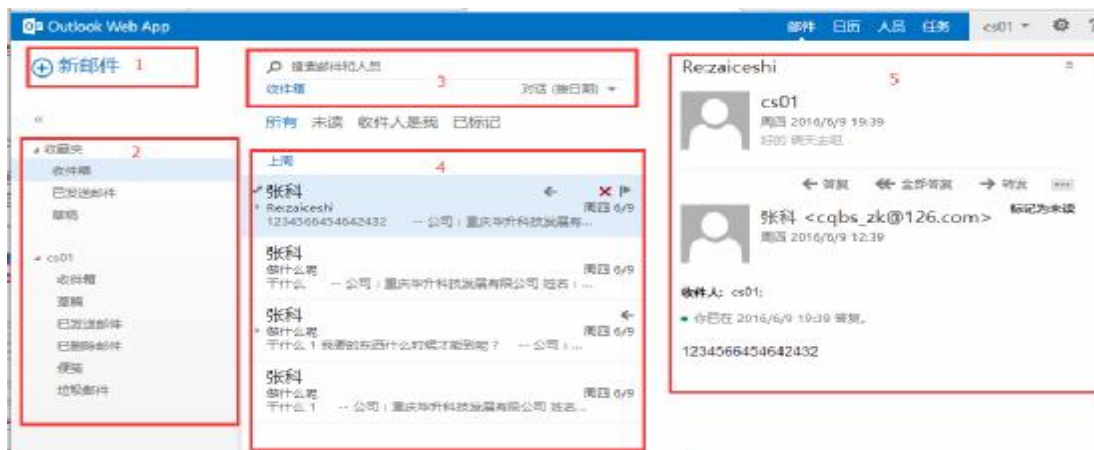 Outlook Web App
邮件 日历 人员 任务 cs01
新邮件 1
«
2
收藏夹
收件箱
已发送邮件
草稿
cs01
收件箱
草稿
已发送邮件
已删除邮件
便笺
垃圾邮件
搜索邮件和人员
3
收件箱 对话 (按日期)
所有 未读 收件人是我 已标记
上周
4
张科
Re:zaiceshi 周四 6/9
1234566454642432 -- 公司：重庆华升科技发展有...
张科
做什么呢 周四 6/9
干什么 -- 公司：重庆华升科技发展有限公司 姓名：...
张科
做什么呢 周四 6/9
干什么 1 我要的东西什么时候才能到呢？ -- 公司：...
张科
做什么呢 周四 6/9
干什么 1 -- 公司：重庆华升科技发展有限公司 姓名...
Re:zaiceshi
5
cs01
周四 2016/6/9 19:39
好的 明天去吧
答复 全部答复 转发 ...
标记为未读
张科 <cqbs_zk@126.com>
周四 2016/6/9 12:39
收件人: cs01;
你已在 2016/6/9 19:39 答复。
1234566454642432